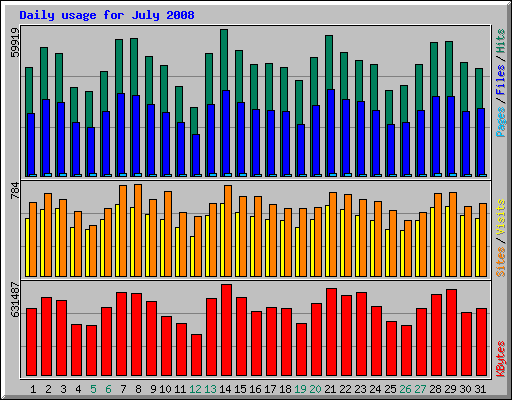 Daily usage for July 2008
59919
Pages / Files / Hits
784
Sites / Visits
631487
KBytes
1 2 3 4 5 6 7 8 9 10 11 12 13 14 15 16 17 18 19 20 21 22 23 24 25 26 27 28 29 30 31